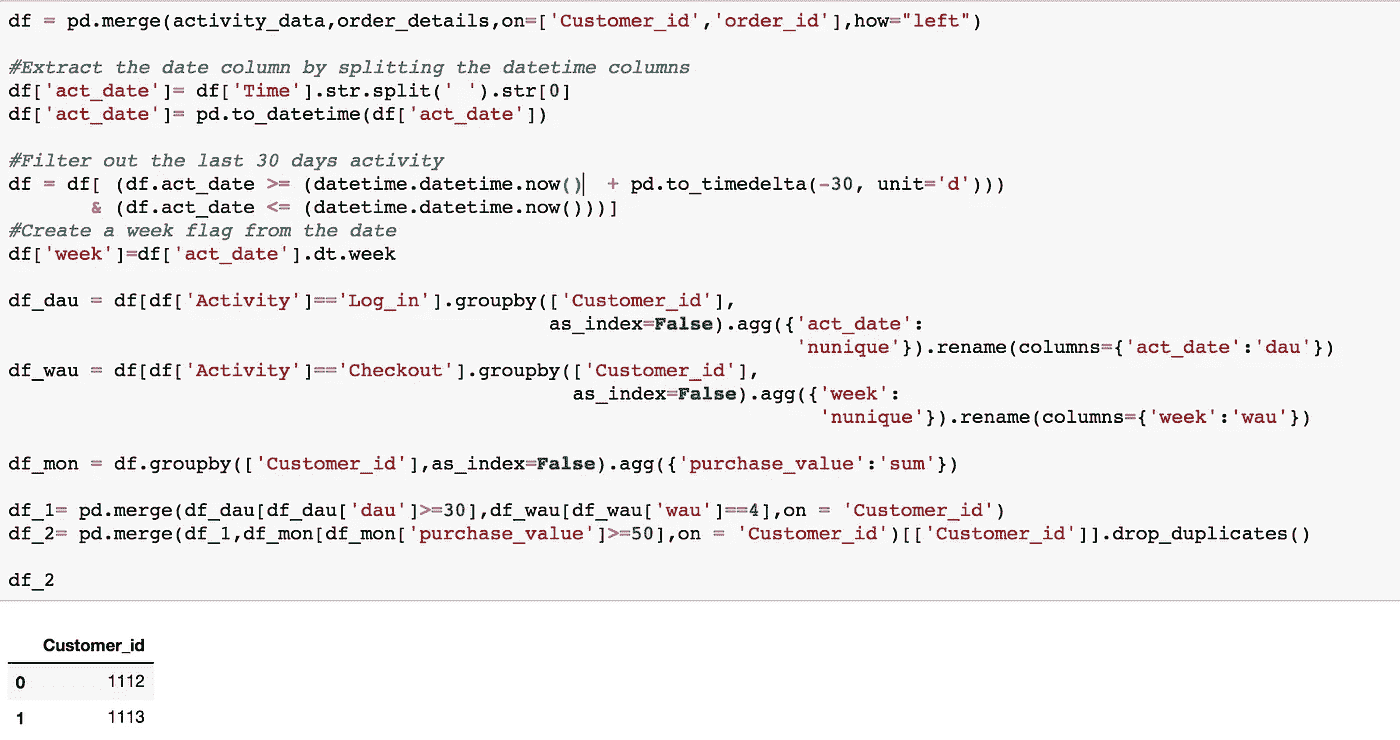 df = pd.merge(activity_data,order_details,on=['Customer_id','order_id'],how="left")
#Extract the date column by splitting the datetime columns
df['act_date']= df['Time'].str.split(' ').str[0]
df['act_date']= pd.to_datetime(df['act_date'])
#Filter out the last 30 days activity
df = df[ (df.act_date >= (datetime.datetime.now()  + pd.to_timedelta(-30, unit='d')))
& (df.act_date <= (datetime.datetime.now()))]
#Create a week flag from the date
df['week']=df['act_date'].dt.week
df_dau = df[df['Activity']=='Log_in'].groupby(['Customer_id'],
as_index=False).agg({'act_date':
'nunique'}).rename(columns={'act_date':'dau'})
df_wau = df[df['Activity']=='Checkout'].groupby(['Customer_id'],
as_index=False).agg({'week':
'nunique'}).rename(columns={'week':'wau'})
df_mon = df.groupby(['Customer_id'],as_index=False).agg({'purchase_value':'sum'})
df_1= pd.merge(df_dau[df_dau['dau']>=30],df_wau[df_wau['wau']==4],on = 'Customer_id')
df_2= pd.merge(df_1,df_mon[df_mon['purchase_value']>=50],on = 'Customer_id')[['Customer_id']].drop_duplicates()
df_2
Customer_id
0 1112
1 1113